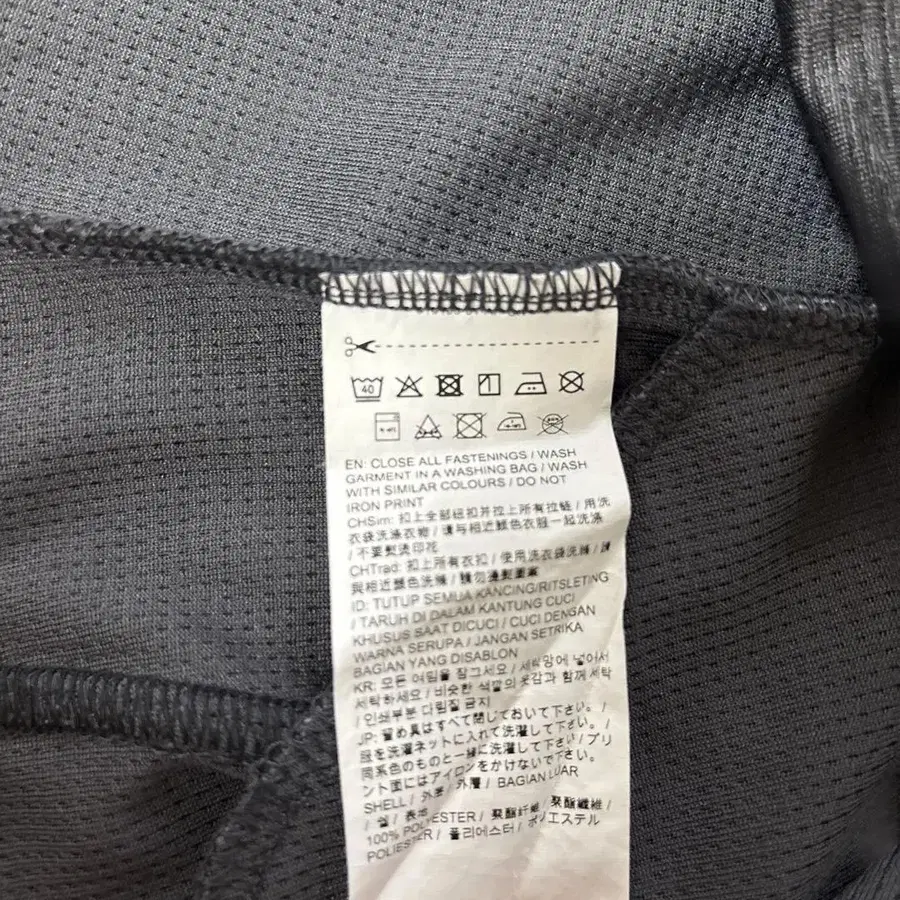 40
EN: CLOSE ALL FASTENINGS / WASH
GARMENT IN A WASHING BAG / WASH
WITH SIMILAR COLOURS / DO NOT
IRON PRINT
CHSim: 扣上全部纽扣并拉上所有拉链 / 用洗
衣袋洗涤衣物 / 请与相近颜色衣服一起洗涤
/ 不要熨烫印花
CHTrad: 扣上所有衣扣 / 使用洗衣袋洗滌 / 請
與相近顏色洗滌 / 請勿燙製圖案
ID: TUTUP SEMUA KANCING/RITSLETING
/ TARUH DI DALAM KANTUNG CUCI
KHUSUS SAAT DICUCI / CUCI DENGAN
WARNA SERUPA / JANGAN SETRIKA
BAGIAN YANG DISABLON
KR: 모든 여밈을 잠그세요 / 세탁망에 넣어서
세탁하세요 / 비슷한 색깔의 옷감과 함께 세탁
/ 인쇄부분 다림질 금지
JP: 留め具はすべて閉じておいて下さい。/
服を洗濯ネットに入れて洗濯して下さい。/
同系色のものと一緒に洗濯して下さい/ プリ
ント面にはアイロンをかけないで下さい。
SHELL / 外套 / 外層 / BAGIAN LUAR
/ 겉 / 表地
100% POLYESTER / 聚酯纤维 / 聚酯纖維 /
POLIESTER / 폴리에스터 / ポリエステル